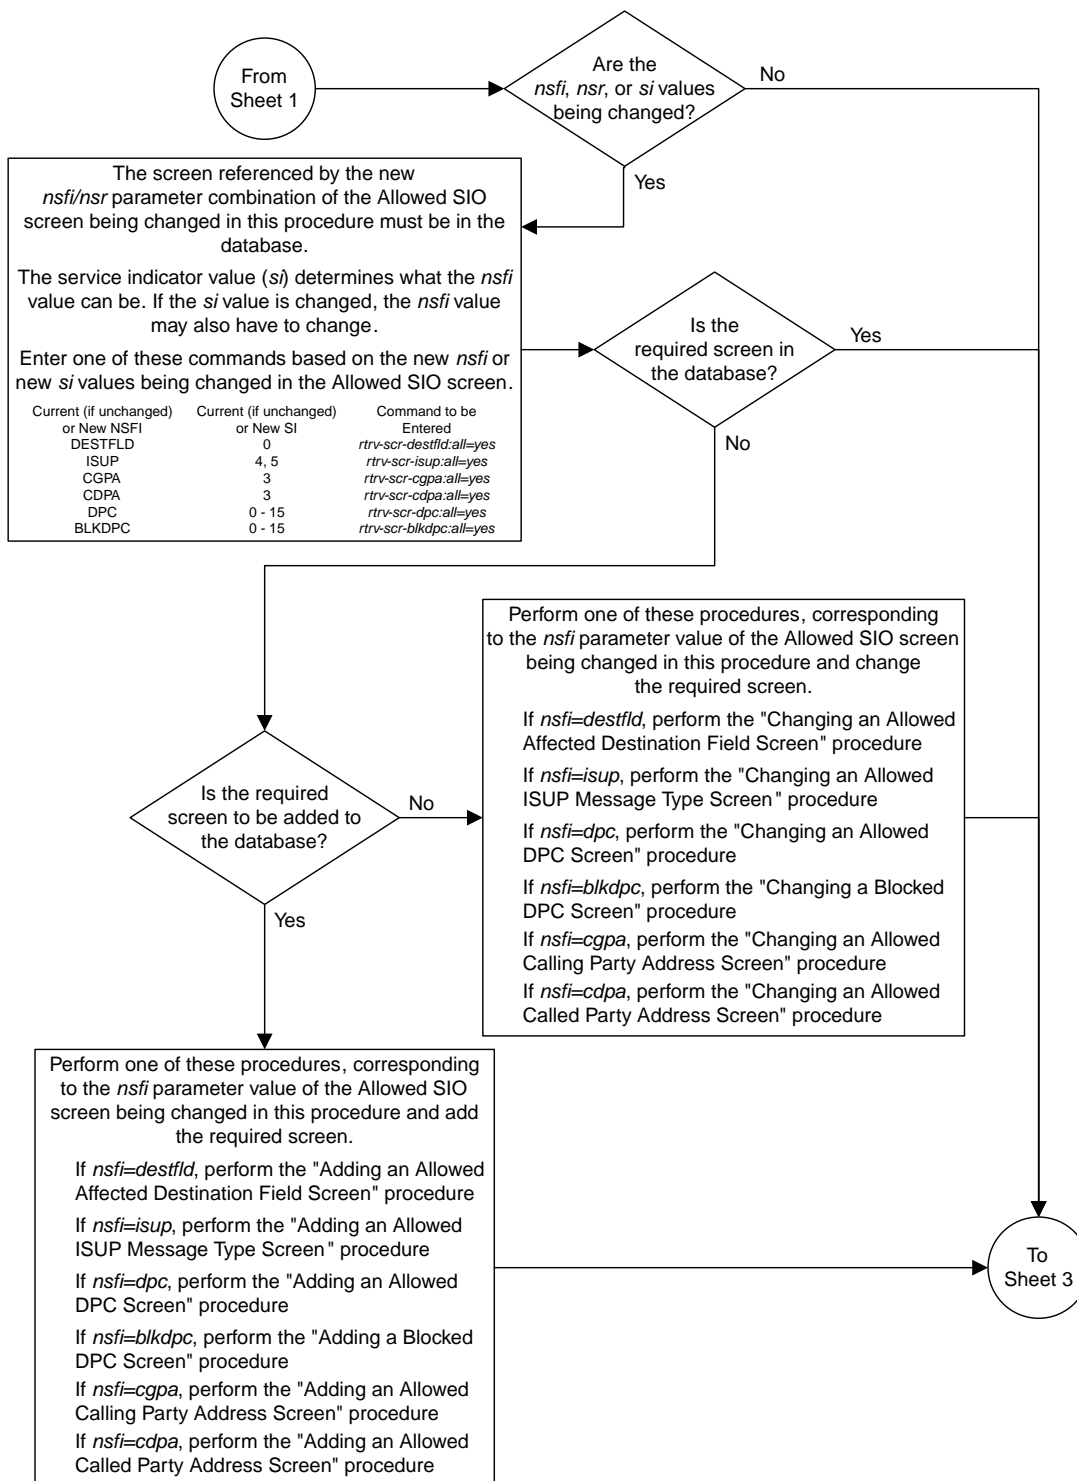 From
Sheet 1
Are the
nsfi, nsr, or si values
being changed?
No
Yes
The screen referenced by the new
nsfi/nsr parameter combination of the Allowed SIO
screen being changed in this procedure must be in the
database.
The service indicator value (si) determines what the nsfi
value can be. If the si value is changed, the nsfi value
may also have to change.
Enter one of these commands based on the new nsfi or
new si values being changed in the Allowed SIO screen.
Current (if unchanged) Current (if unchanged) Command to be
or New NSFI or New SI Entered
DESTFLD 0 rtrv-scr-destfld:all=yes
ISUP 4, 5 rtrv-scr-isup:all=yes
CGPA 3 rtrv-scr-cgpa:all=yes
CDPA 3 rtrv-scr-cdpa:all=yes
DPC 0 - 15 rtrv-scr-dpc:all=yes
BLKDPC 0 - 15 rtrv-scr-blkdpc:all=yes
Is the
required screen in
the database?
Yes
No
Is the required
screen to be added to
the database?
No
Yes
Perform one of these procedures, corresponding
to the nsfi parameter value of the Allowed SIO screen
being changed in this procedure and change
the required screen.
If nsfi=destfld, perform the "Changing an Allowed
Affected Destination Field Screen" procedure
If nsfi=isup, perform the "Changing an Allowed
ISUP Message Type Screen" procedure
If nsfi=dpc, perform the "Changing an Allowed
DPC Screen" procedure
If nsfi=blkdpc, perform the "Changing a Blocked
DPC Screen" procedure
If nsfi=cgpa, perform the "Changing an Allowed
Calling Party Address Screen" procedure
If nsfi=cdpa, perform the "Changing an Allowed
Called Party Address Screen" procedure
Perform one of these procedures, corresponding
to the nsfi parameter value of the Allowed SIO
screen being changed in this procedure and add
the required screen.
If nsfi=destfld, perform the "Adding an Allowed
Affected Destination Field Screen" procedure
If nsfi=isup, perform the "Adding an Allowed
ISUP Message Type Screen" procedure
If nsfi=dpc, perform the "Adding an Allowed
DPC Screen" procedure
If nsfi=blkdpc, perform the "Adding a Blocked
DPC Screen" procedure
If nsfi=cgpa, perform the "Adding an Allowed
Calling Party Address Screen" procedure
If nsfi=cdpa, perform the "Adding an Allowed
Called Party Address Screen" procedure
To
Sheet 3